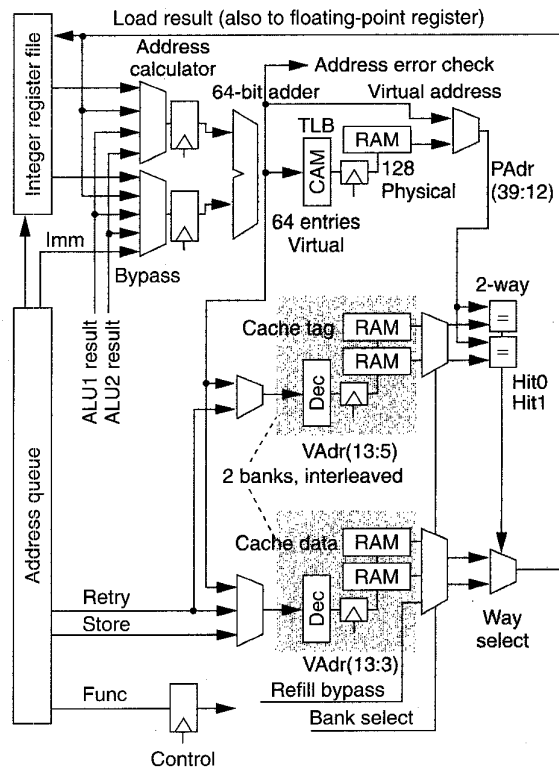 Load result (also to floating-point register)
Integer register file
Address
calculator
64-bit adder
Address error check
Virtual address
TLB
CAM
RAM
128
Physical
64 entries
Virtual
PAdr
(39:12)
Imm
Bypass
ALU1 result
ALU2 result
2-way
=
=
Hit0
Hit1
Cache tag
RAM
RAM
Dec
VAdr(13:5)
2 banks, interleaved
Address queue
Cache data
RAM
RAM
Dec
VAdr(13:3)
Way
select
Retry
Store
Refill bypass
Func
Bank select
Control